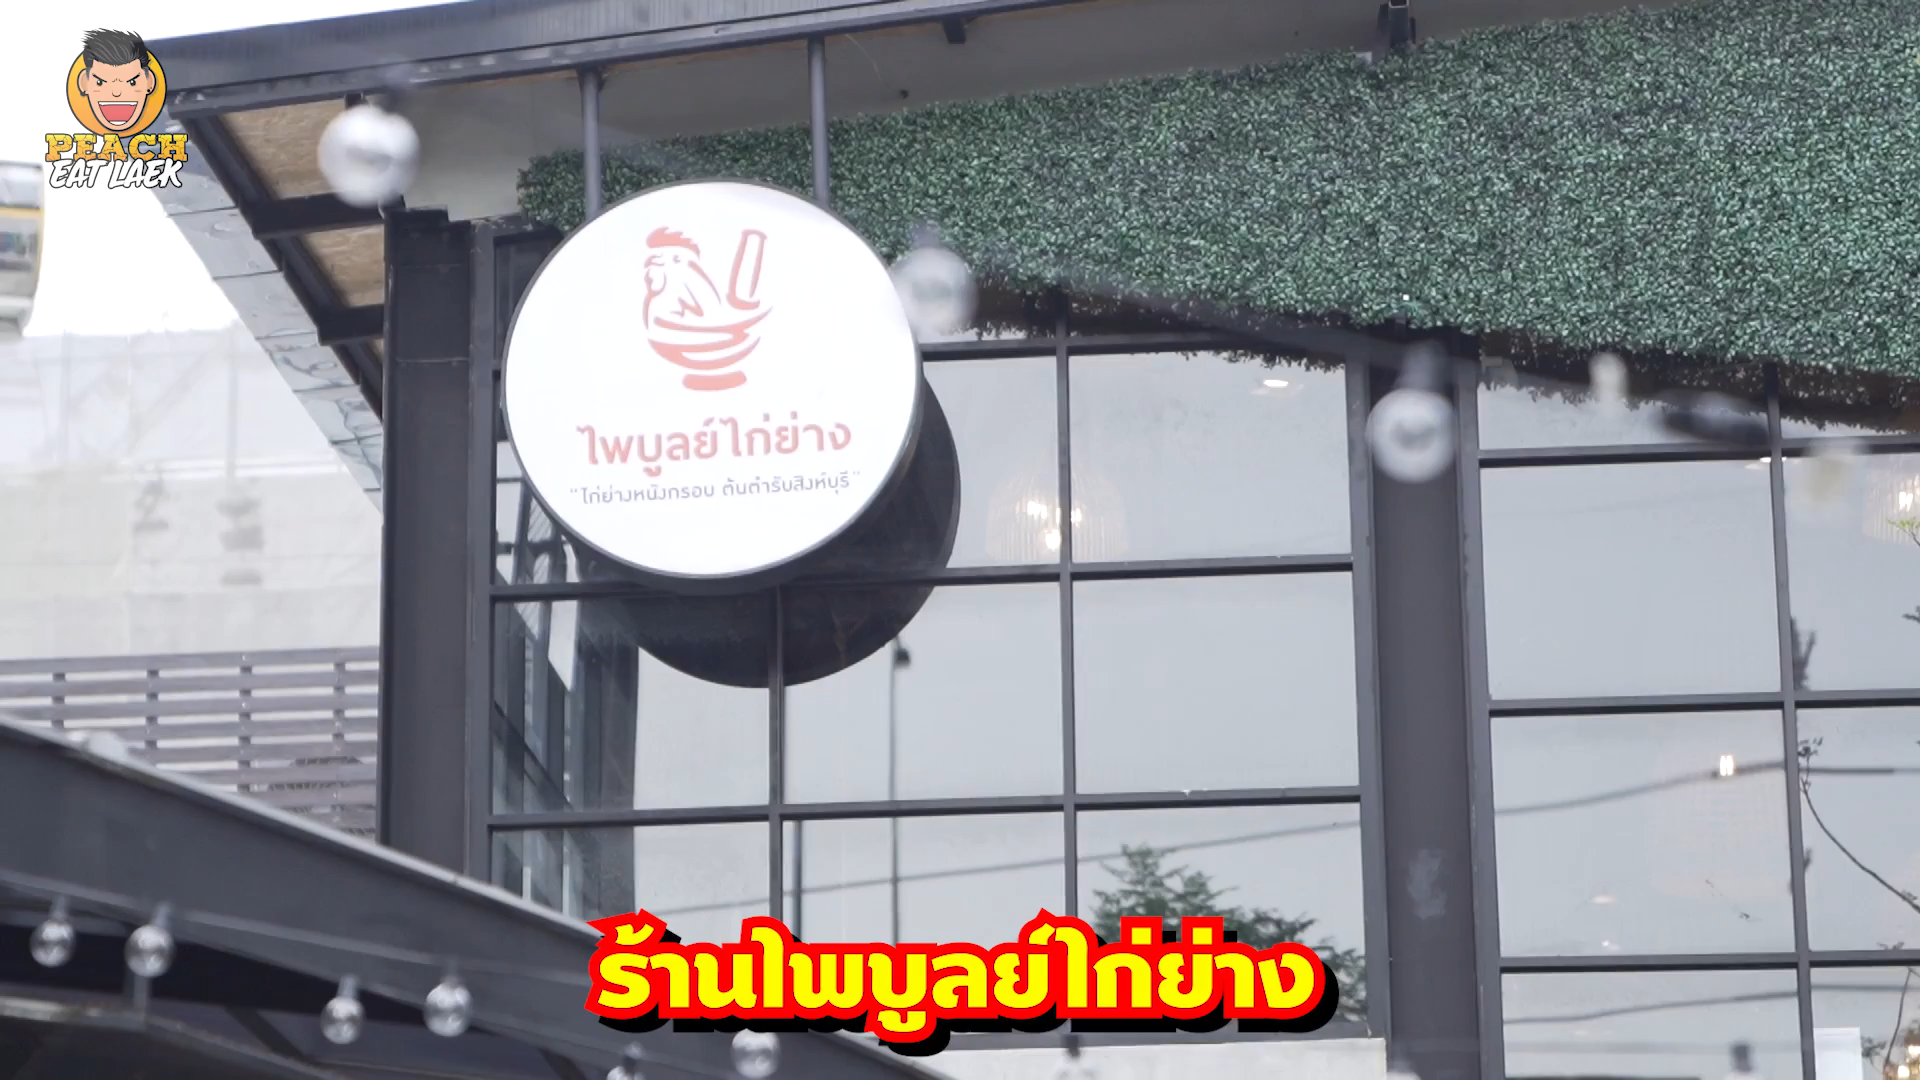 PEACH
EAT LAEK
ไพบูลย์ไก่ย่าง
“ไก่ย่างหนังกรอบ ต้นตำรับสิงห์บุรี”
ร้านไพบูลย์ไก่ย่าง